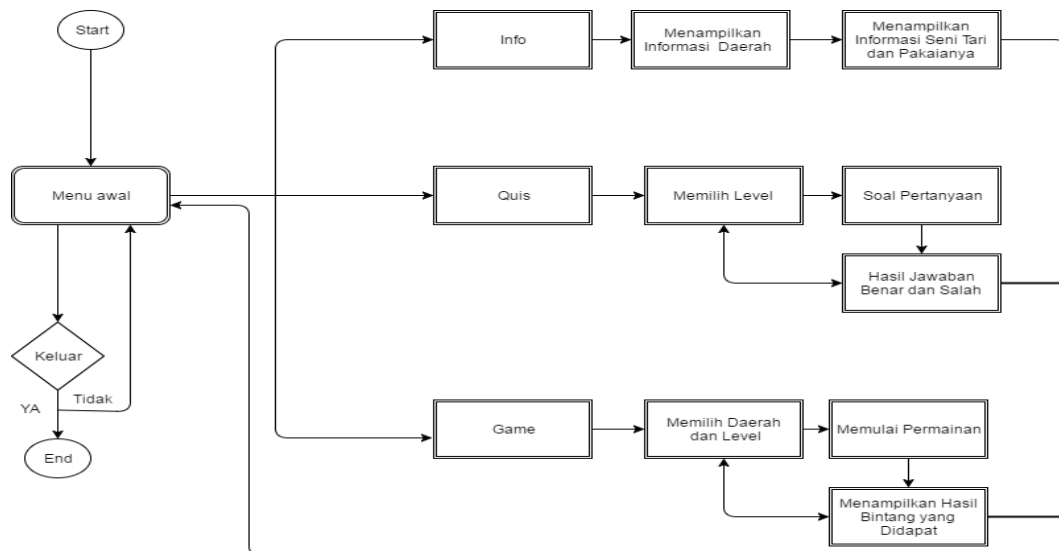 Start
Info
Menampilkan
Informasi Daerah
Menampilkan
Informasi Seni Tari
dan Pakaianya
Menu awal
Quis
Memilih Level
Soal Pertanyaan
Hasil Jawaban
Benar dan Salah
Keluar
Tidak
YA
End
Game
Memilih Daerah
dan Level
Memulai Permainan
Menampilkan Hasil
Bintang yang
Didapat